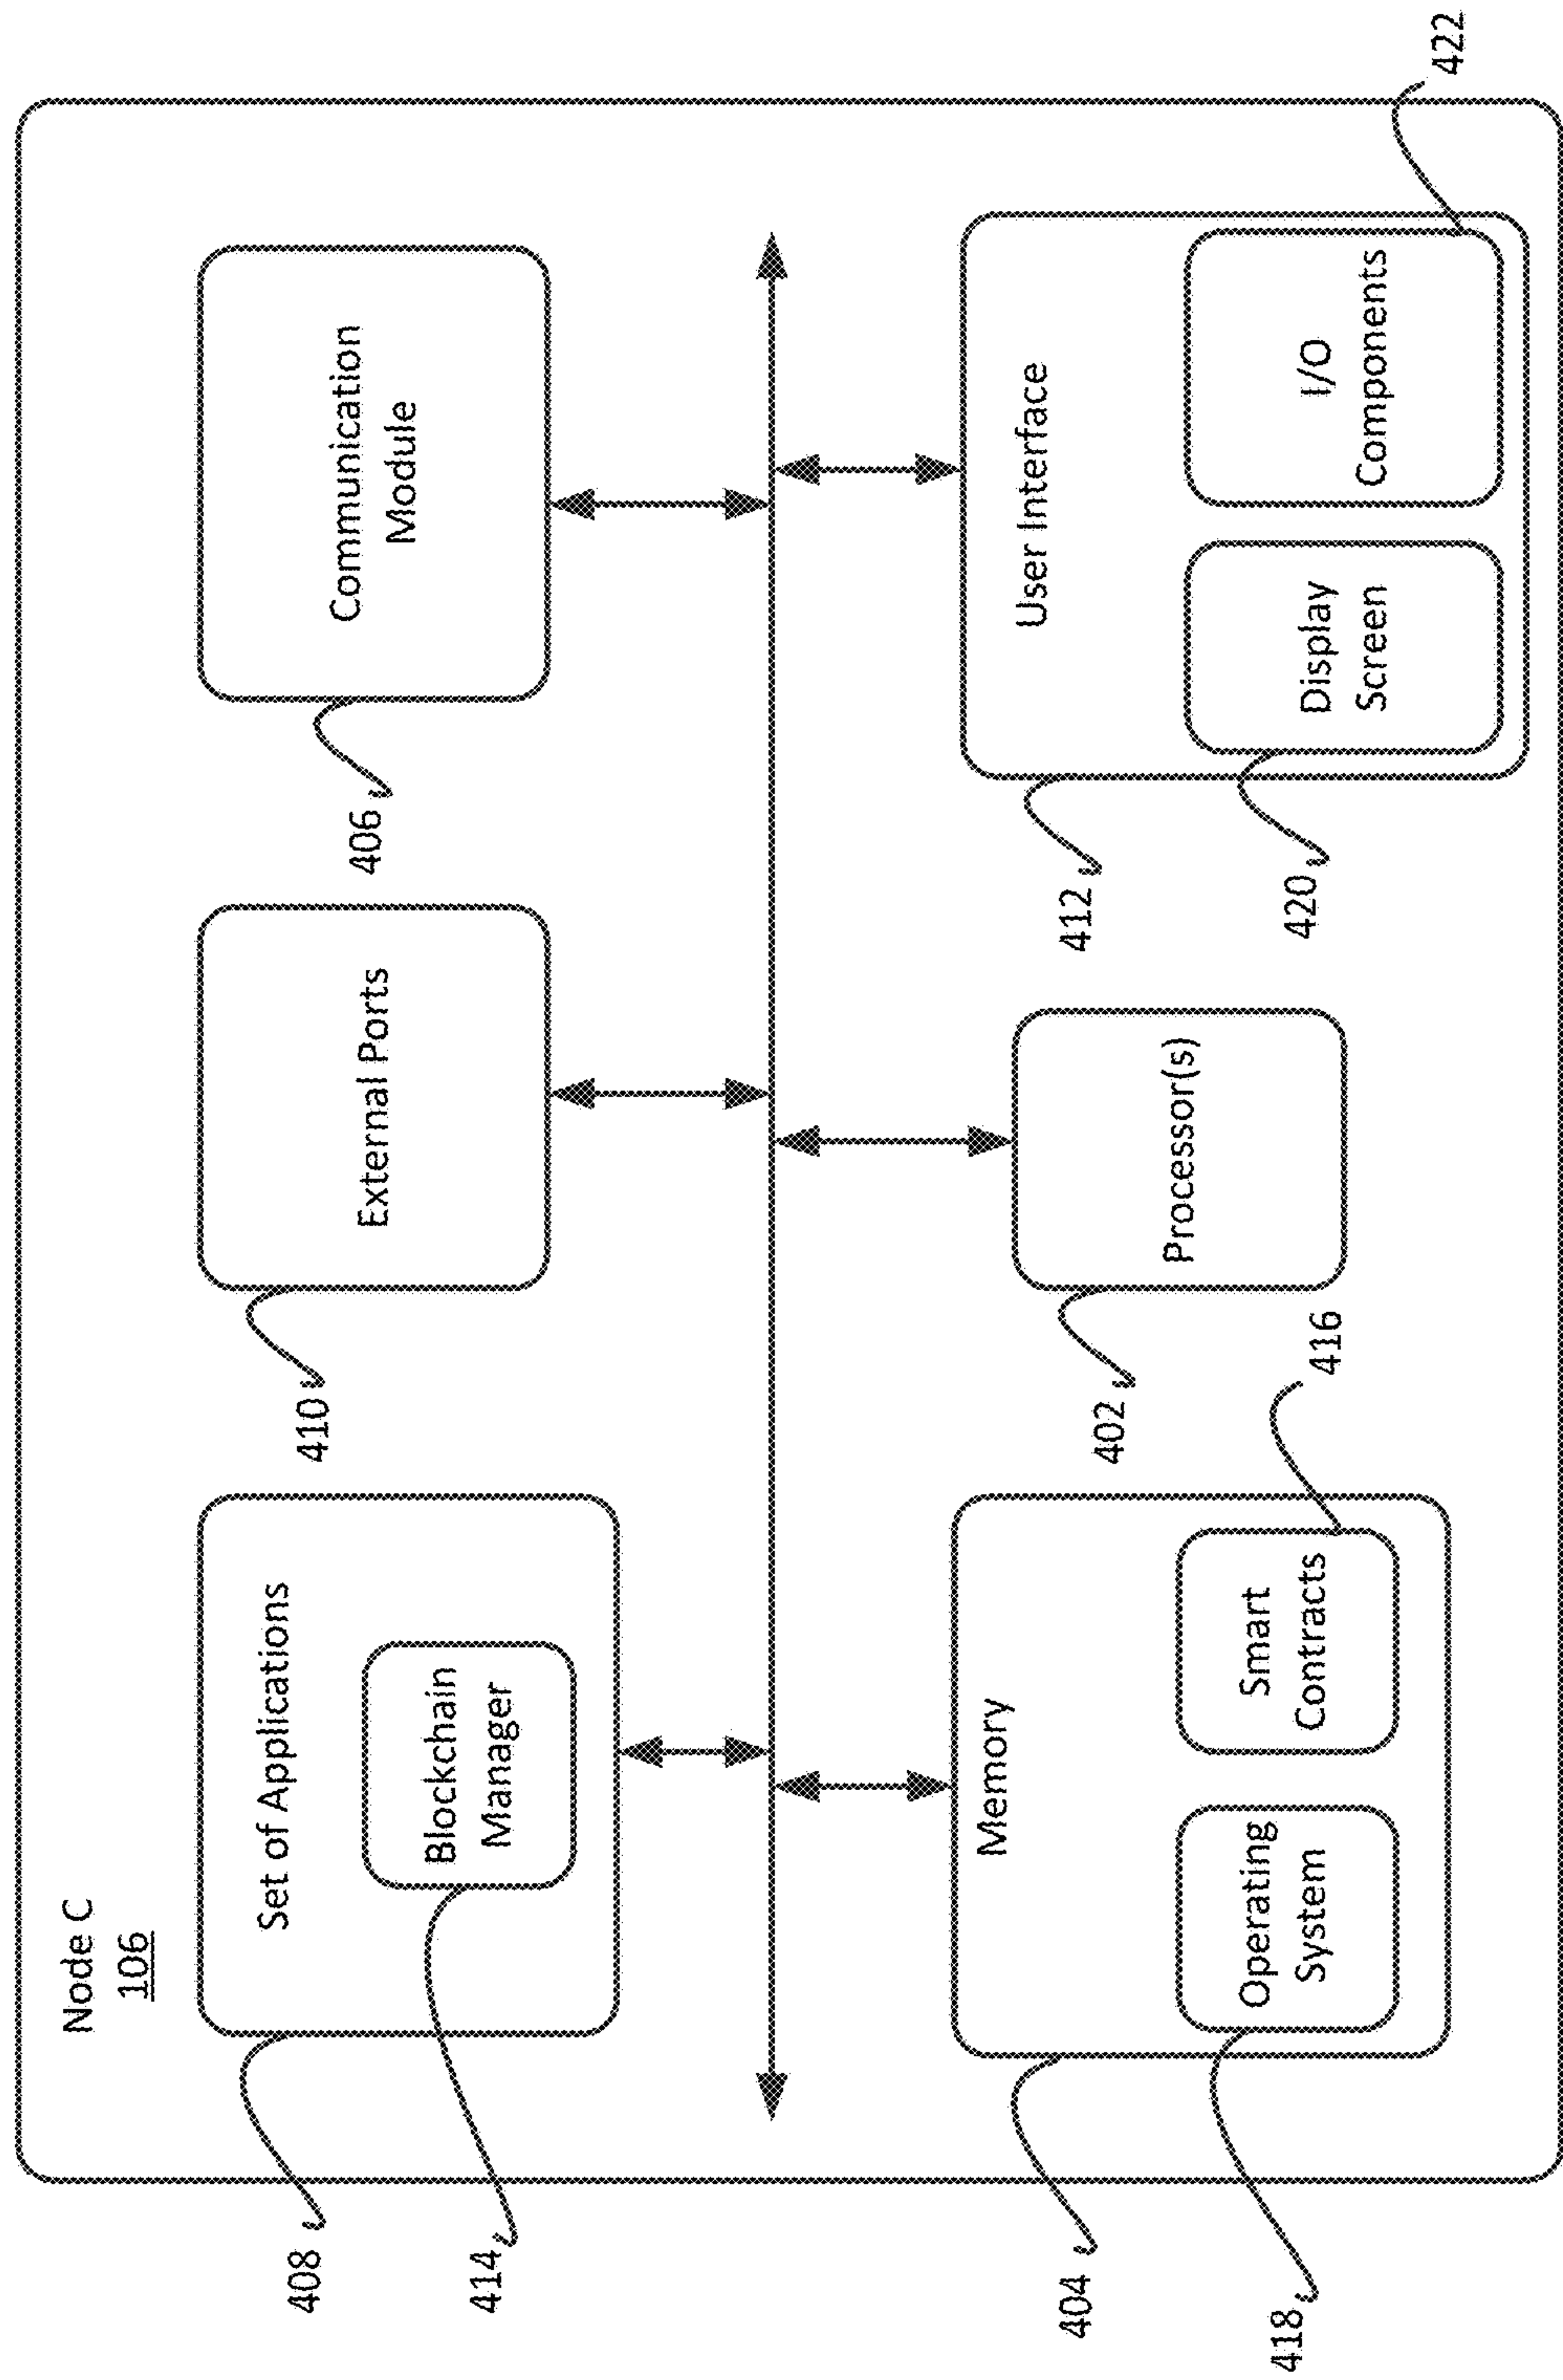 Node C
106
408
Set of Applications
414
Blockchain
Manager
410
External Ports
406
Communication
Module
404
Memory
418
Operating
System
Smart
Contracts
416
402
Processor(s)
412
User Interface
420
Display
Screen
I/O
Components
422